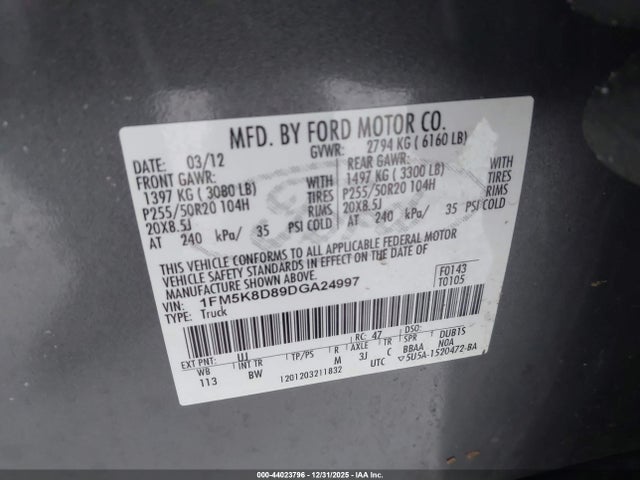 MFD. BY FORD MOTOR CO.
DATE: 03/12 GVWR: 2794 KG ( 6160 LB)
FRONT GAWR: REAR GAWR:
1397 KG ( 3080 LB) WITH 1497 KG ( 3300 LB) WITH
P255/50R20 104H TIRES P255/50R20 104H TIRES
20X8.5J RIMS 20X8.5J RIMS
AT 240 kPa/ 35 PSI COLD AT 240 kPa/ 35 PSI COLD
THIS VEHICLE CONFORMS TO ALL APPLICABLE FEDERAL MOTOR
VEHICLE SAFETY STANDARDS IN EFFECT ON THE DATE OF
MANUFACTURE SHOWN ABOVE.
VIN: 1FM5K8D89DGA24997 F0143
TYPE: Truck T0105
EXT PNT: UJ RC: 47 DSO:
WB INT TR TP/PS R AXLE TR SPR DUB1S
113 BW M 3J C BBAA NOA
1201203211832 UTC ▽5U5A-1520472-BA
Ford
000-44023796 - 12/31/2025 - IAA Inc.